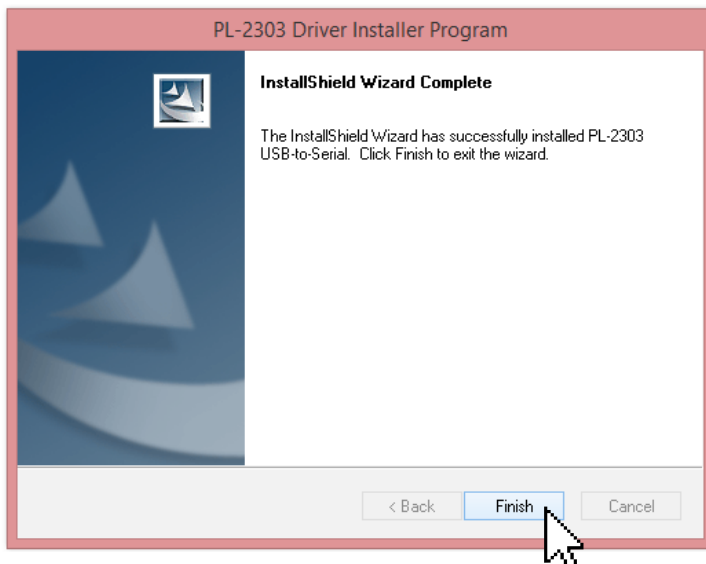 PL-2303 Driver Installer Program
InstallShield Wizard Complete
The InstallShield Wizard has successfully installed PL-2303
USB-to-Serial.  Click Finish to exit the wizard.
< Back
Finish
Cancel